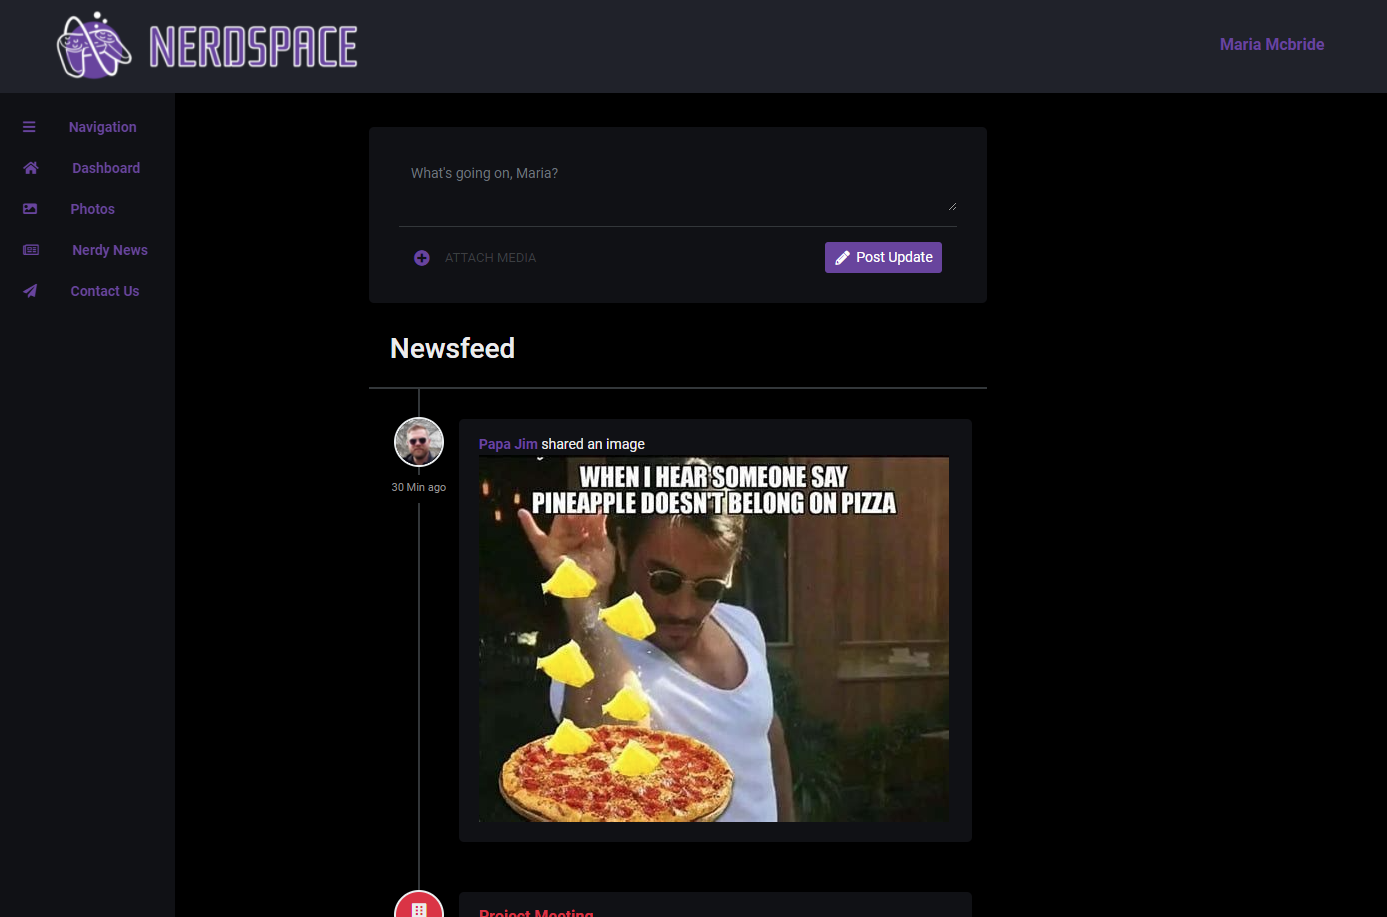 NERDSPACE
Maria Mcbride
Navigation
Dashboard
Photos
Nerdy News
Contact Us
What's going on, Maria?
ATTACH MEDIA
Post Update
Newsfeed
Papa Jim shared an image
30 Min ago
WHEN I HEAR SOMEONE SAY
PINEAPPLE DOESN'T BELONG ON PIZZA
Project Meeting